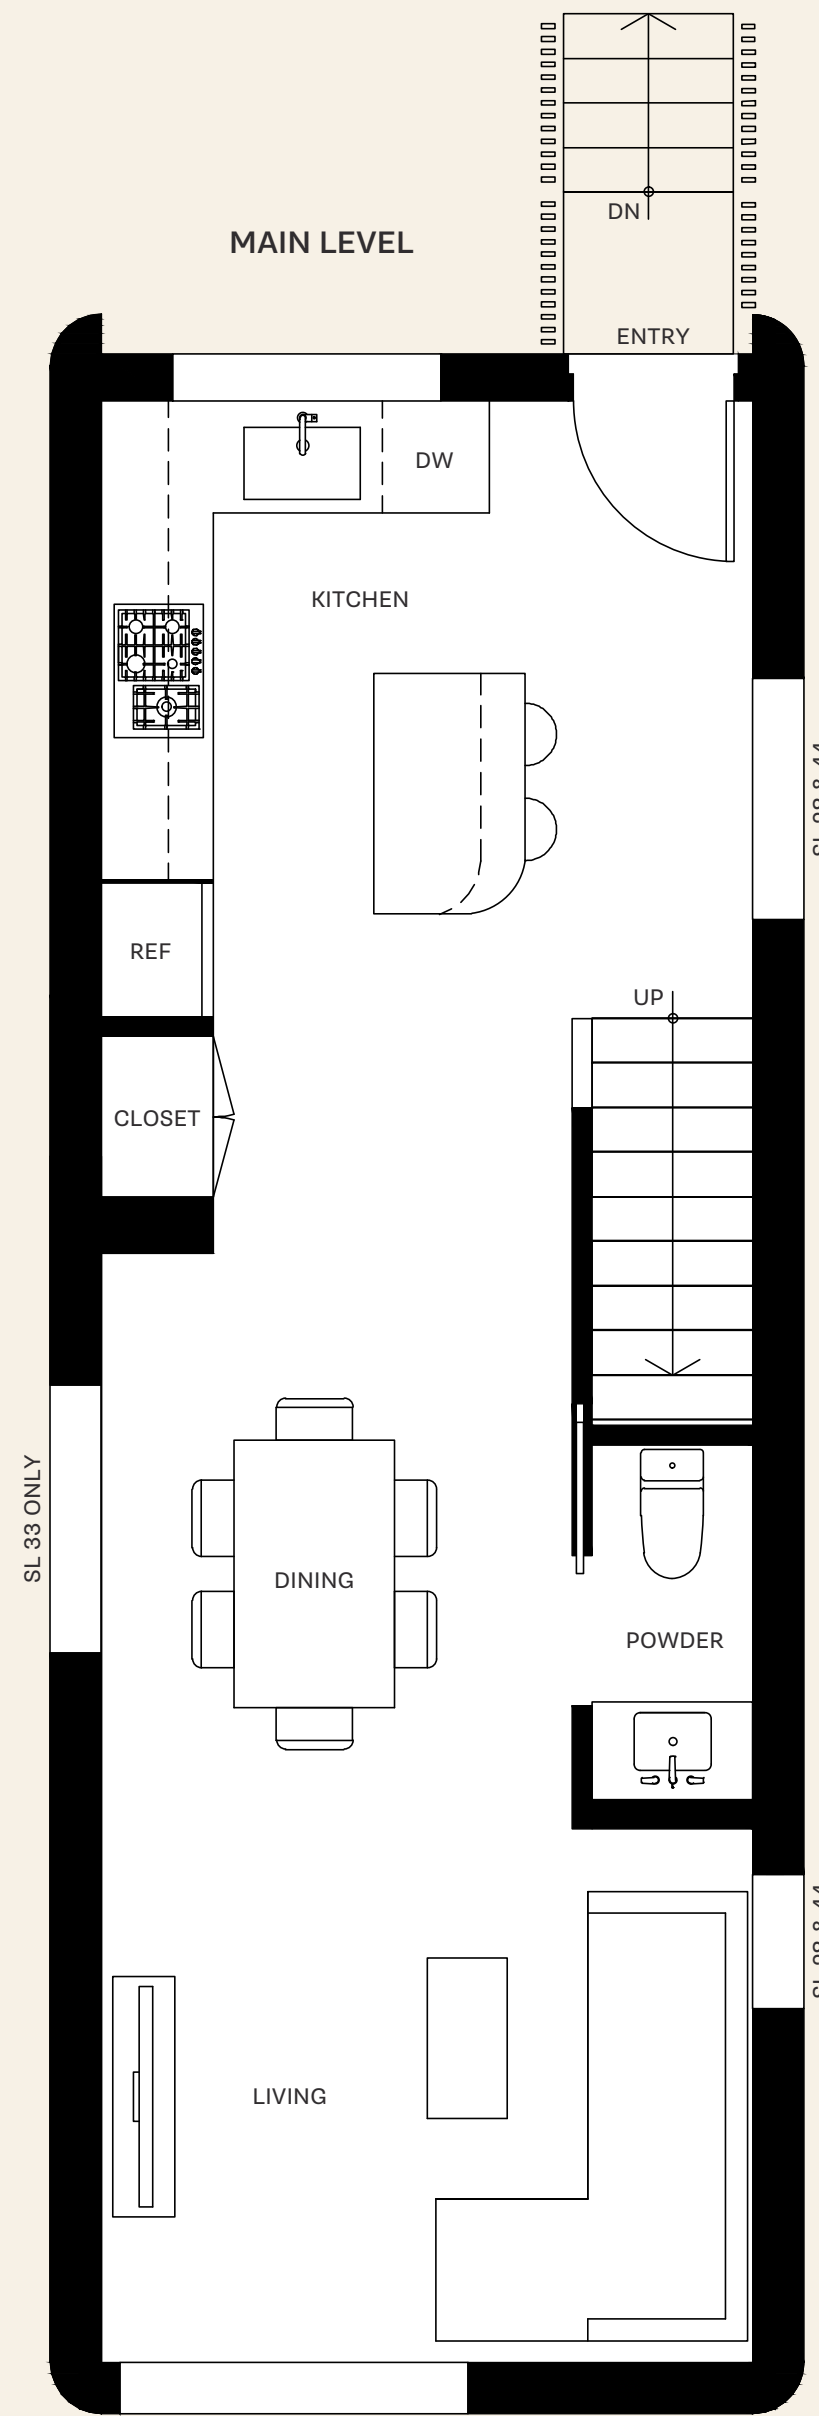 DN
MAIN LEVEL
ENTRY
DW
KITCHEN
REF
UP
CLOSET
SL 33 ONLY
DINING
POWDER
LIVING